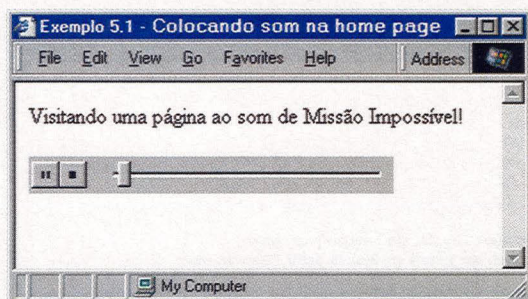 Exemplo 5.1 - Colocando som na home page
File Edit View Go Favorites Help Address
Visitando uma página ao som de Missão Impossível!
My Computer